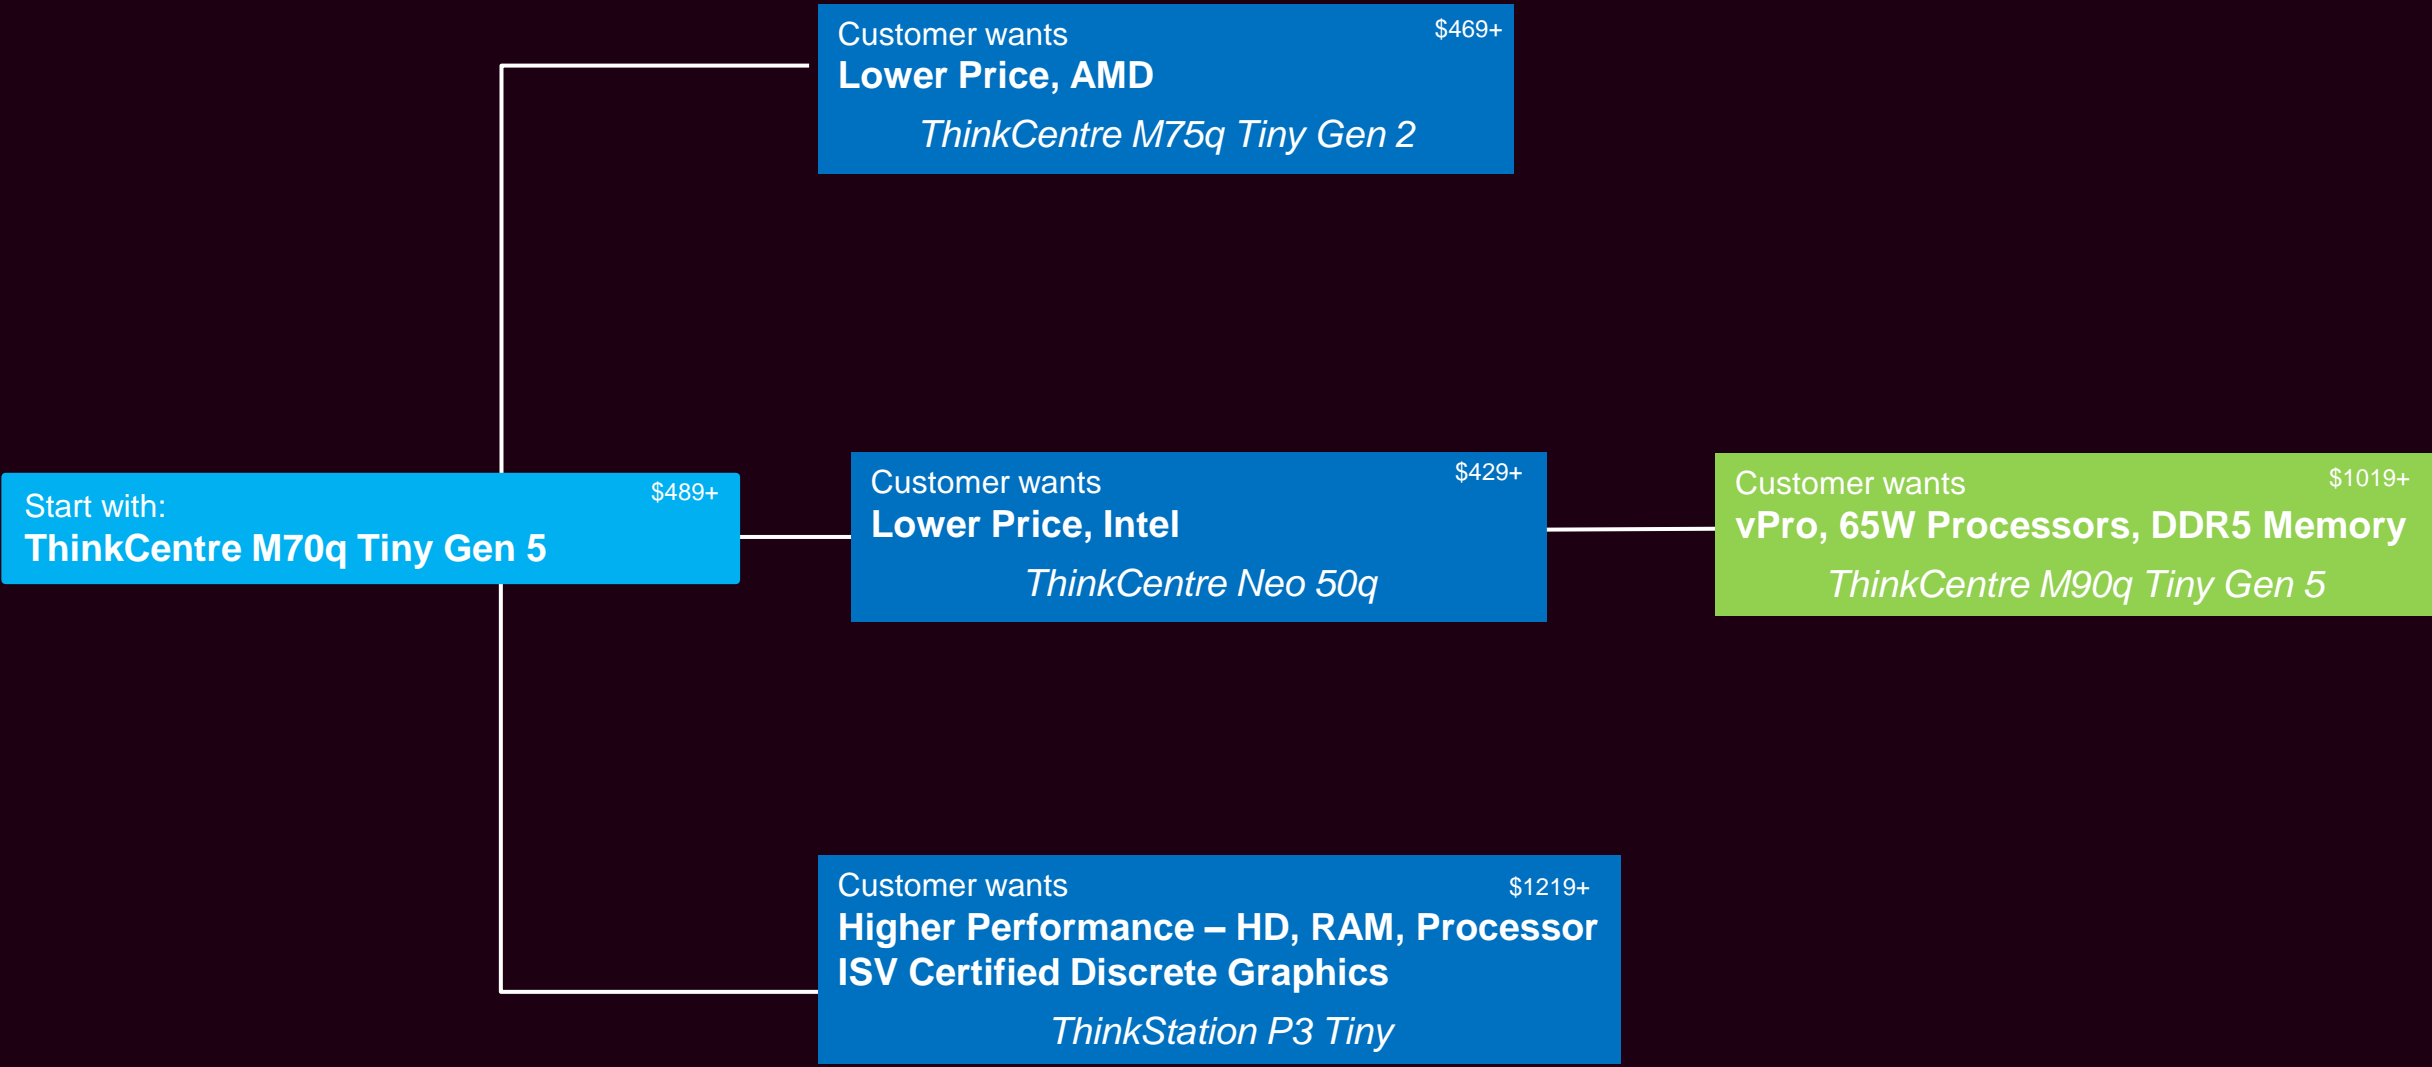 Customer wants
$469+
Lower Price, AMD
ThinkCentre M75q Tiny Gen 2
Start with:
$489+
ThinkCentre M70q Tiny Gen 5
Customer wants
$429+
Lower Price, Intel
ThinkCentre Neo 50q
Customer wants
$1019+
vPro, 65W Processors, DDR5 Memory
ThinkCentre M90q Tiny Gen 5
Customer wants
$1219+
Higher Performance – HD, RAM, Processor
ISV Certified Discrete Graphics
ThinkStation P3 Tiny